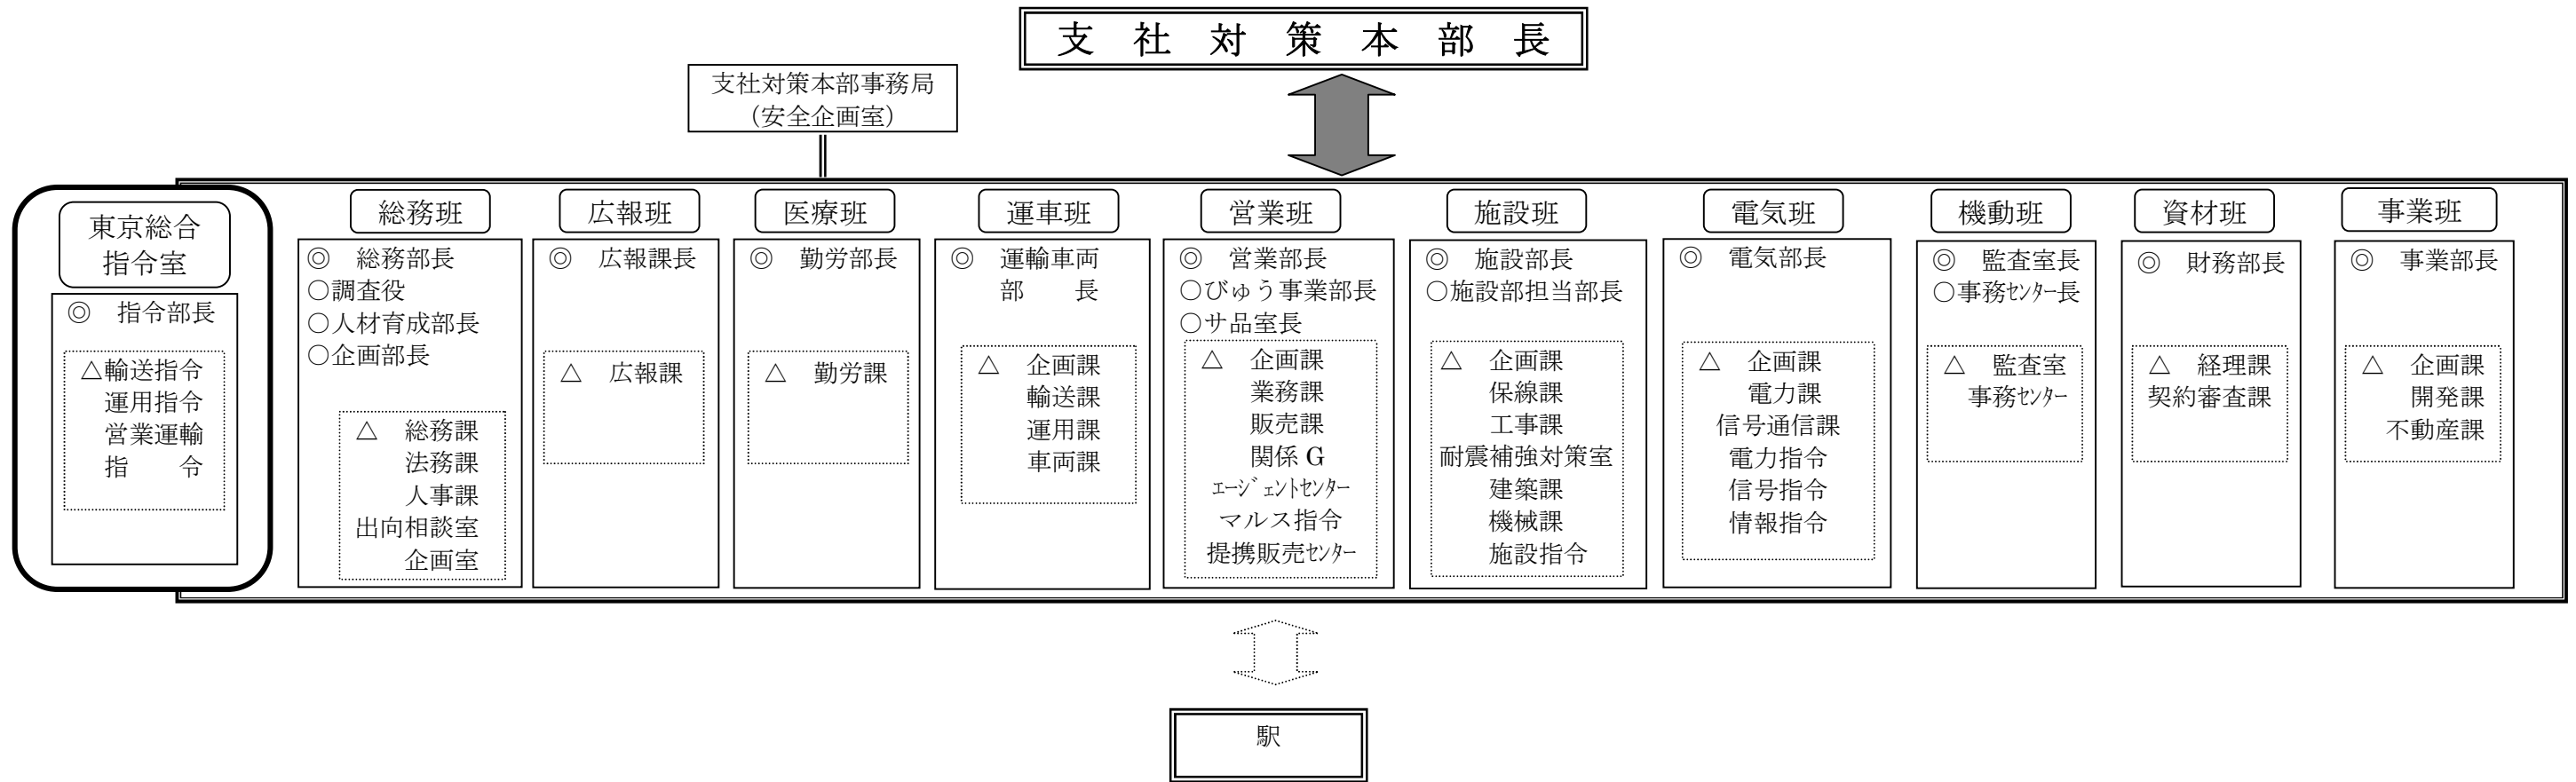 支社対策本部長
支社対策本部事務局
（安全企画室）
東京総合
指令室
◎　指令部長
△輸送指令
運用指令
営業運輸
指　　令
総務班
◎　総務部長
○調査役
○人材育成部長
○企画部長
△　総務課
法務課
人事課
出向相談室
企画室
広報班
◎　広報課長
△　広報課
医療班
◎　勤労部長
△　勤労課
運車班
◎　運輸車両
部　　長
△　企画課
輸送課
運用課
車両課
営業班
◎　営業部長
○びゅう事業部長
○サ品室長
△　企画課
業務課
販売課
関係 G
ｴｰｼﾞｪﾝﾄｾﾝﾀｰ
マルス指令
提携販売ｾﾝﾀｰ
施設班
◎　施設部長
○施設部担当部長
△　企画課
保線課
工事課
耐震補強対策室
建築課
機械課
施設指令
電気班
◎　電気部長
△　企画課
電力課
信号通信課
電力指令
信号指令
情報指令
機動班
◎　監査室長
○事務ｾﾝﾀｰ長
△　監査室
事務ｾﾝﾀｰ
資材班
◎　財務部長
△　経理課
契約審査課
事業班
◎　事業部長
△　企画課
開発課
不動産課
駅